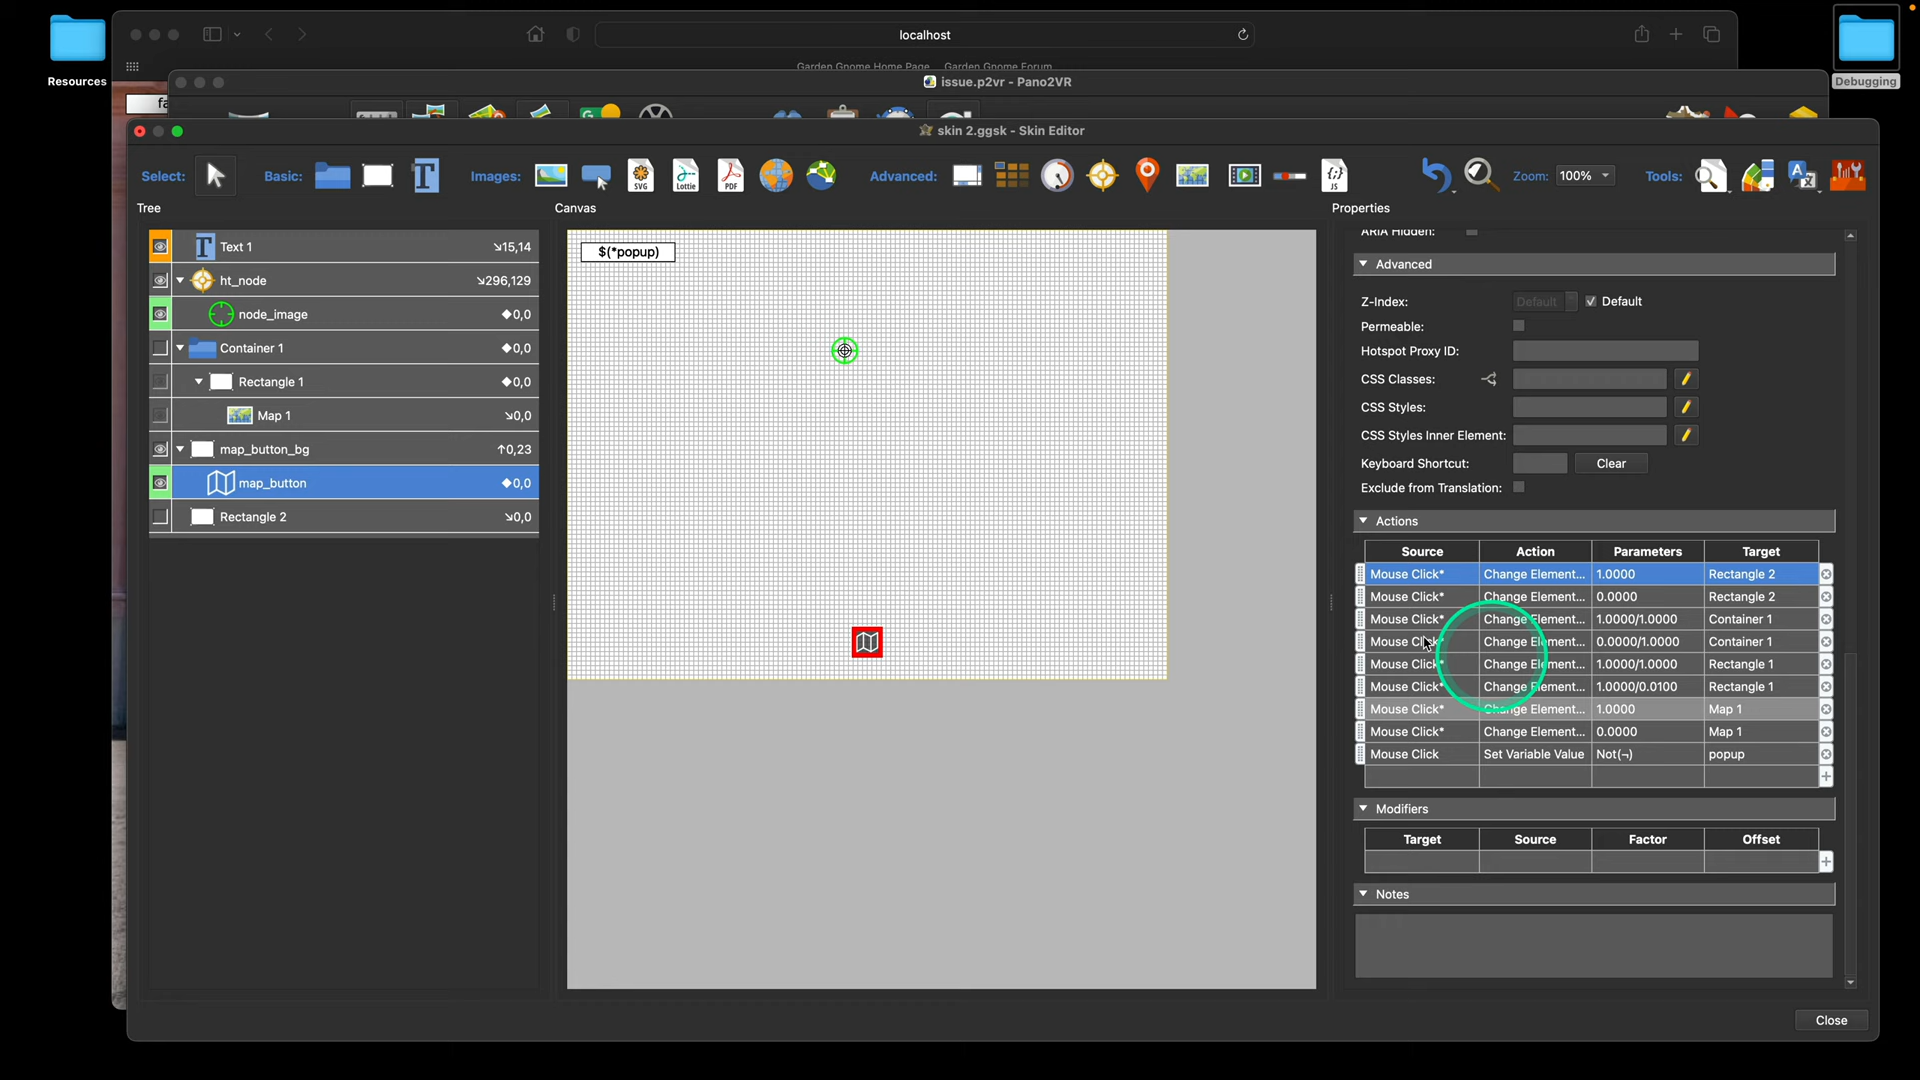 Resources
Debugging
localhost
Garden Gnome Home Page
Garden Gnome Forum
fa
issue.p2vr - Pano2VR
skin 2.ggsk - Skin Editor
Select:
Basic:
T
Images:
SVG
Lottie
PDF
Advanced:
JS
Zoom:
100%
Tools:
Tree
Canvas
Properties
Text 1
↘15,14
ht_node
↘296,129
node_image
◆0,0
Container 1
◆0,0
Rectangle 1
◆0,0
Map 1
↘0,0
map_button_bg
↑0,23
map_button
◆0,0
Rectangle 2
↘0,0
$(*popup)
ARIA Hidden:
Advanced
Z-Index:
Default
Default
Permeable:
Hotspot Proxy ID:
CSS Classes:
CSS Styles:
CSS Styles Inner Element:
Keyboard Shortcut:
Clear
Exclude from Translation:
Actions
Source Action Parameters Target
Mouse Click* Change Element... 1.0000 Rectangle 2
Mouse Click* Change Element... 0.0000 Rectangle 2
Mouse Click* Change Element... 1.0000/1.0000 Container 1
Mouse Click* Change Element... 0.0000/1.0000 Container 1
Mouse Click* Change Element... 1.0000/1.0000 Rectangle 1
Mouse Click* Change Element... 1.0000/0.0100 Rectangle 1
Mouse Click* Change Element... 1.0000 Map 1
Mouse Click* Change Element... 0.0000 Map 1
Mouse Click Set Variable Value Not(¬) popup
Modifiers
Target Source Factor Offset
Notes
Close